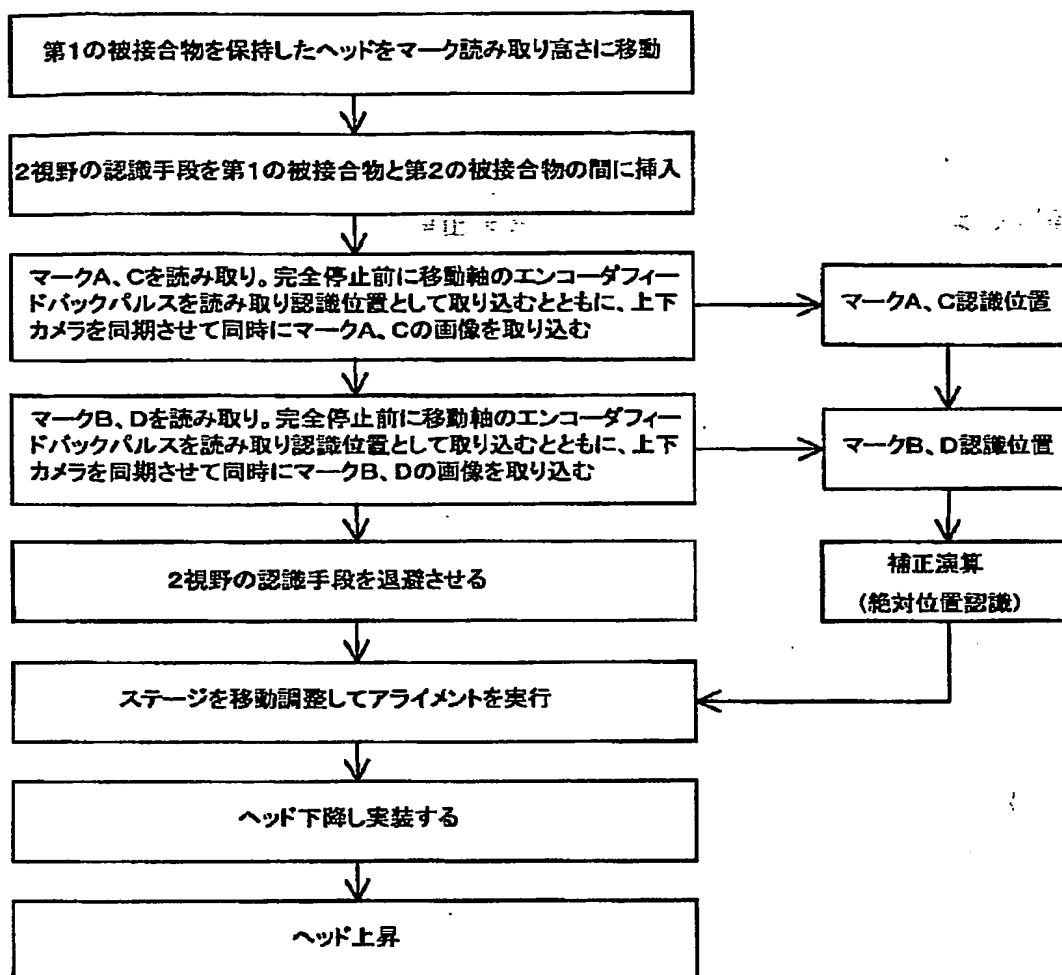 第1の被接合物を保持したヘッドをマーク読み取り高さに移動
2視野の認識手段を第1の被接合物と第2の被接合物の間に挿入
マークA、Cを読み取り。完全停止前に移動軸のエンコーダフィー
ドバックパルスを読み取り認識位置として取り込むとともに、上下
カメラを同期させて同時にマークA、Cの画像を取り込む
マークA、C認識位置
マークB、Dを読み取り。完全停止前に移動軸のエンコーダフィー
ドバックパルスを読み取り認識位置として取り込むとともに、上下
カメラを同期させて同時にマークB、Dの画像を取り込む
マークB、D認識位置
2視野の認識手段を退避させる
補正演算
(絶対位置認識)
ステージを移動調整してアライメントを実行
ヘッド下降し実装する
ヘッド上昇